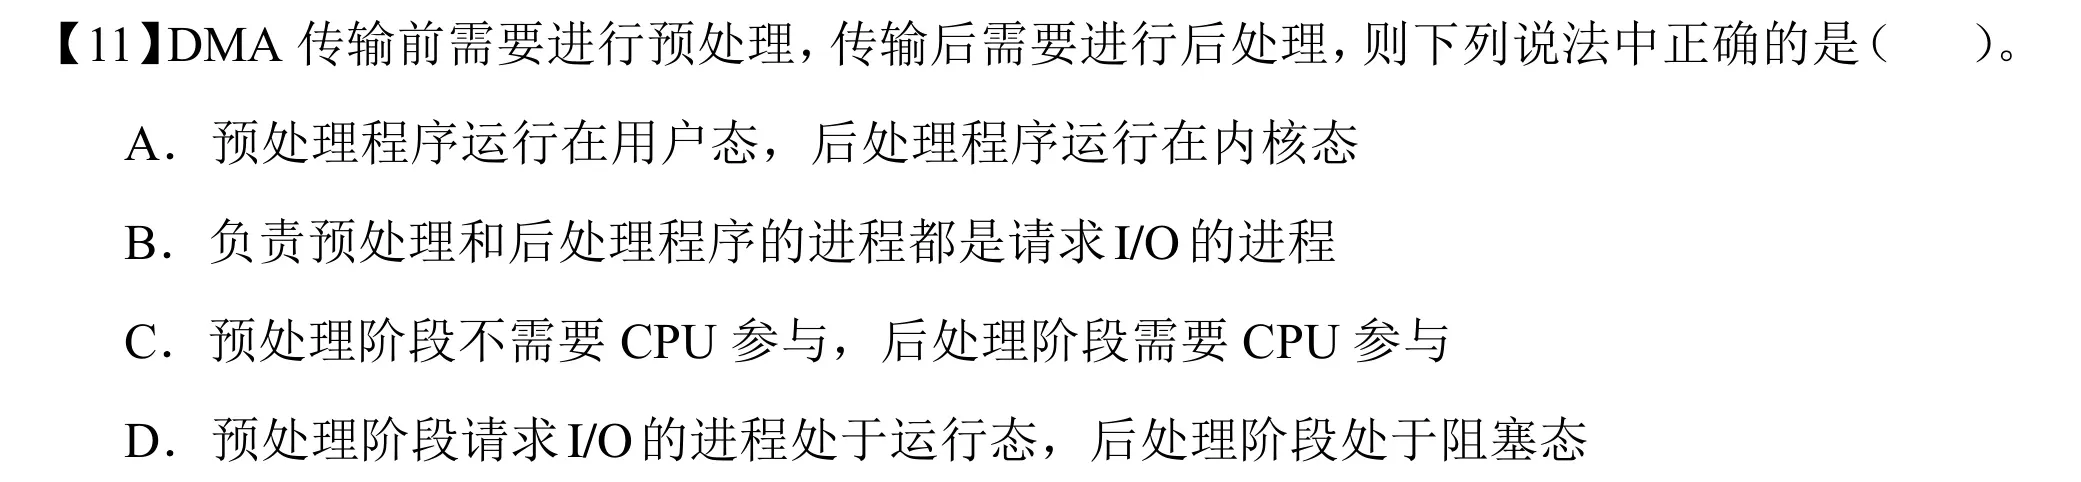 【11】DMA 传输前需要进行预处理，传输后需要进行后处理，则下列说法中正确的是（　　）。
A．预处理程序运行在用户态，后处理程序运行在内核态
B．负责预处理和后处理程序的进程都是请求 I/O 的进程
C．预处理阶段不需要 CPU 参与，后处理阶段需要 CPU 参与
D．预处理阶段请求 I/O 的进程处于运行态，后处理阶段处于阻塞态